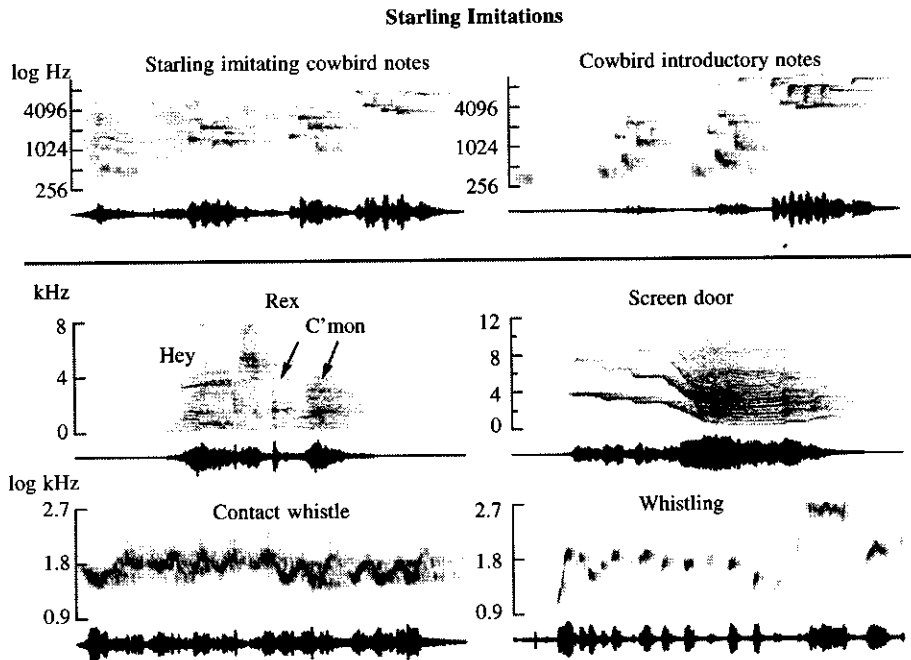 Starling Imitations
log Hz
Starling imitating cowbird notes
4096
1024
256
Cowbird introductory notes
4096
1024
256
kHz
8
4
0
Hey
Rex
C'mon
Screen door
12
8
4
0
log kHz
2.7
1.8
0.9
Contact whistle
Whistling
2.7
1.8
0.9